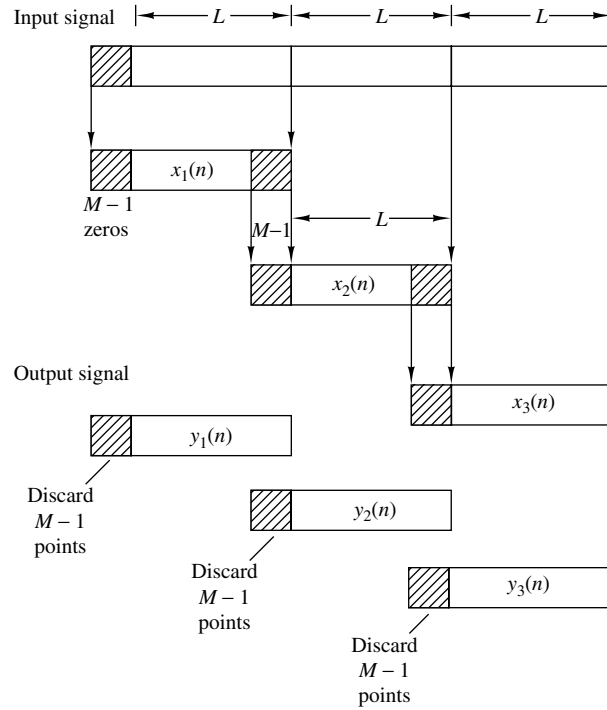 L L L
Input signal
x₁(n)
M – 1
zeros
M–1
L
x₂(n)
Output signal
x₃(n)
y₁(n)
Discard
M – 1
points
y₂(n)
Discard
M – 1
points
y₃(n)
Discard
M – 1
points